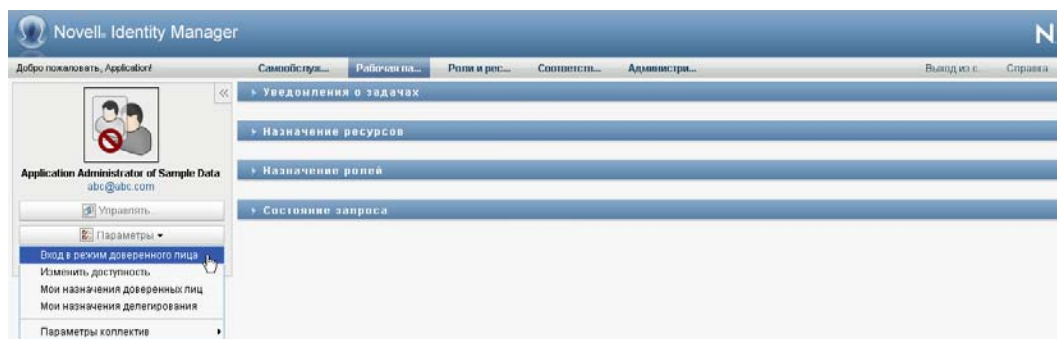 Novell. Identity Manager
N
Добро пожаловать, Application!
Самообслуж... Рабочая па... Роли и рес... Соответств... Администри... Выход из с... Справка
Уведомления о задачах
Назначение ресурсов
Назначение ролей
Состояние запроса
Application Administrator of Sample Data
abc@abc.com
Управлять...
Параметры
Вход в режим доверенного лица
Изменить доступность
Мои назначения доверенных лиц
Мои назначения делегирования
Параметры коллектив